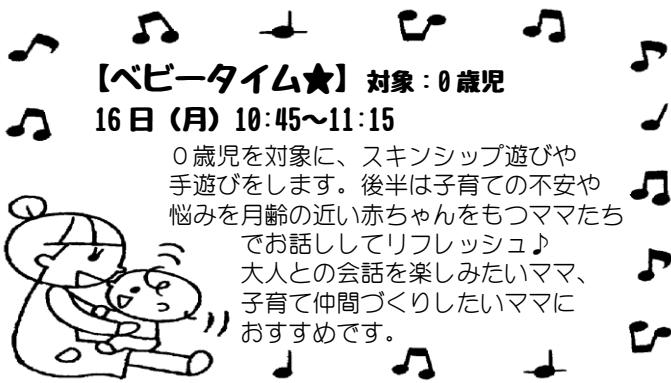 【ベビータイム★】対象：0歳児
16日（月）10:45～11:15
０歳児を対象に、スキンシップ遊びや
手遊びをします。後半は子育ての不安や
悩みを月齢の近い赤ちゃんをもつママたち
でお話ししてリフレッシュ♪
大人との会話を楽しみたいママ、
子育て仲間づくりしたいママに
おすすめです。